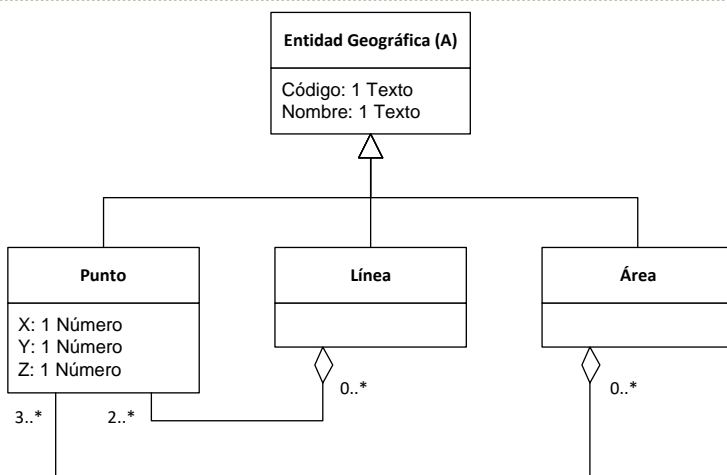 Entidad Geográfica (A)
Código: 1 Texto
Nombre: 1 Texto
Punto
Línea
Área
X: 1 Número
Y: 1 Número
Z: 1 Número
0..*
0..*
3..*
2..*